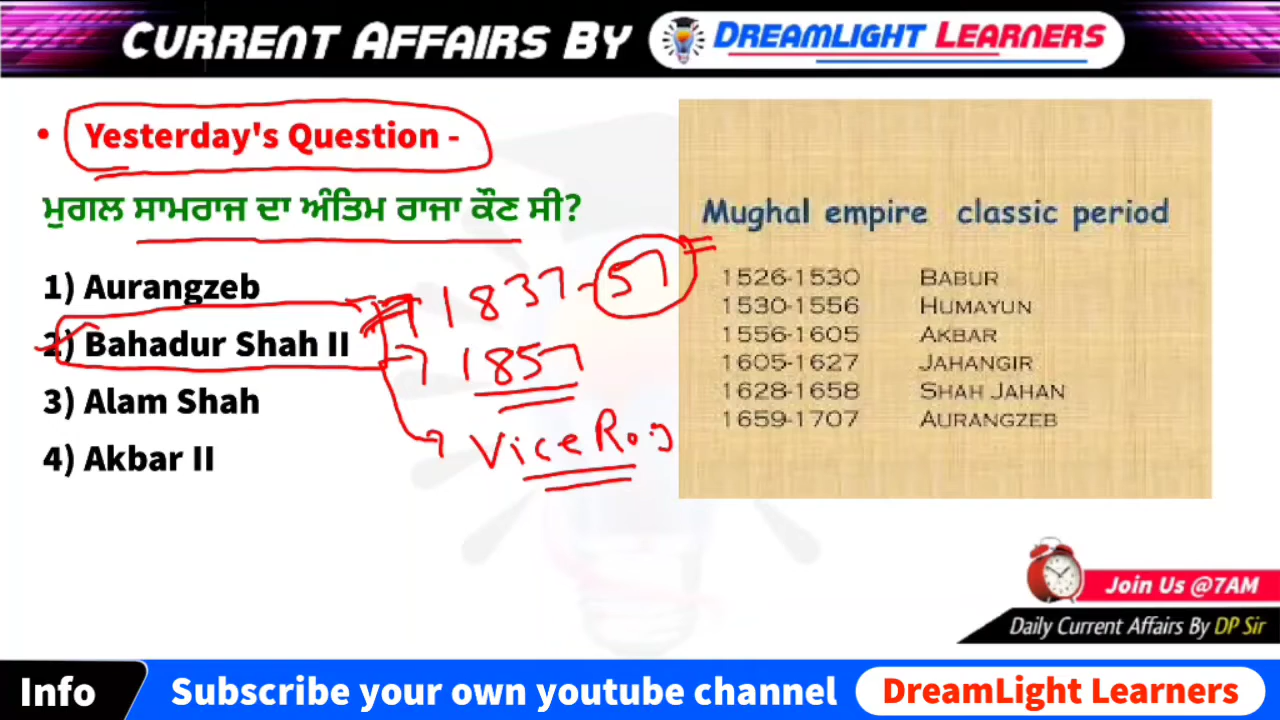 CURRENT AFFAIRS BY DREAMLIGHT LEARNERS
• Yesterday's Question -
ਮੁਗਲ ਸਾਮਰਾਜ ਦਾ ਅੰਤਿਮ ਰਾਜਾ ਕੌਣ ਸੀ?
1) Aurangzeb
2) Bahadur Shah II
3) Alam Shah
4) Akbar II
1837-57
1857
ViceRoy
Mughal empire classic period
1526-1530 BABUR
1530-1556 HUMAYUN
1556-1605 AKBAR
1605-1627 JAHANGIR
1628-1658 SHAH JAHAN
1659-1707 AURANGZEB
Join Us @7AM
Daily Current Affairs By DP Sir
Info Subscribe your own youtube channel DreamLight Learners